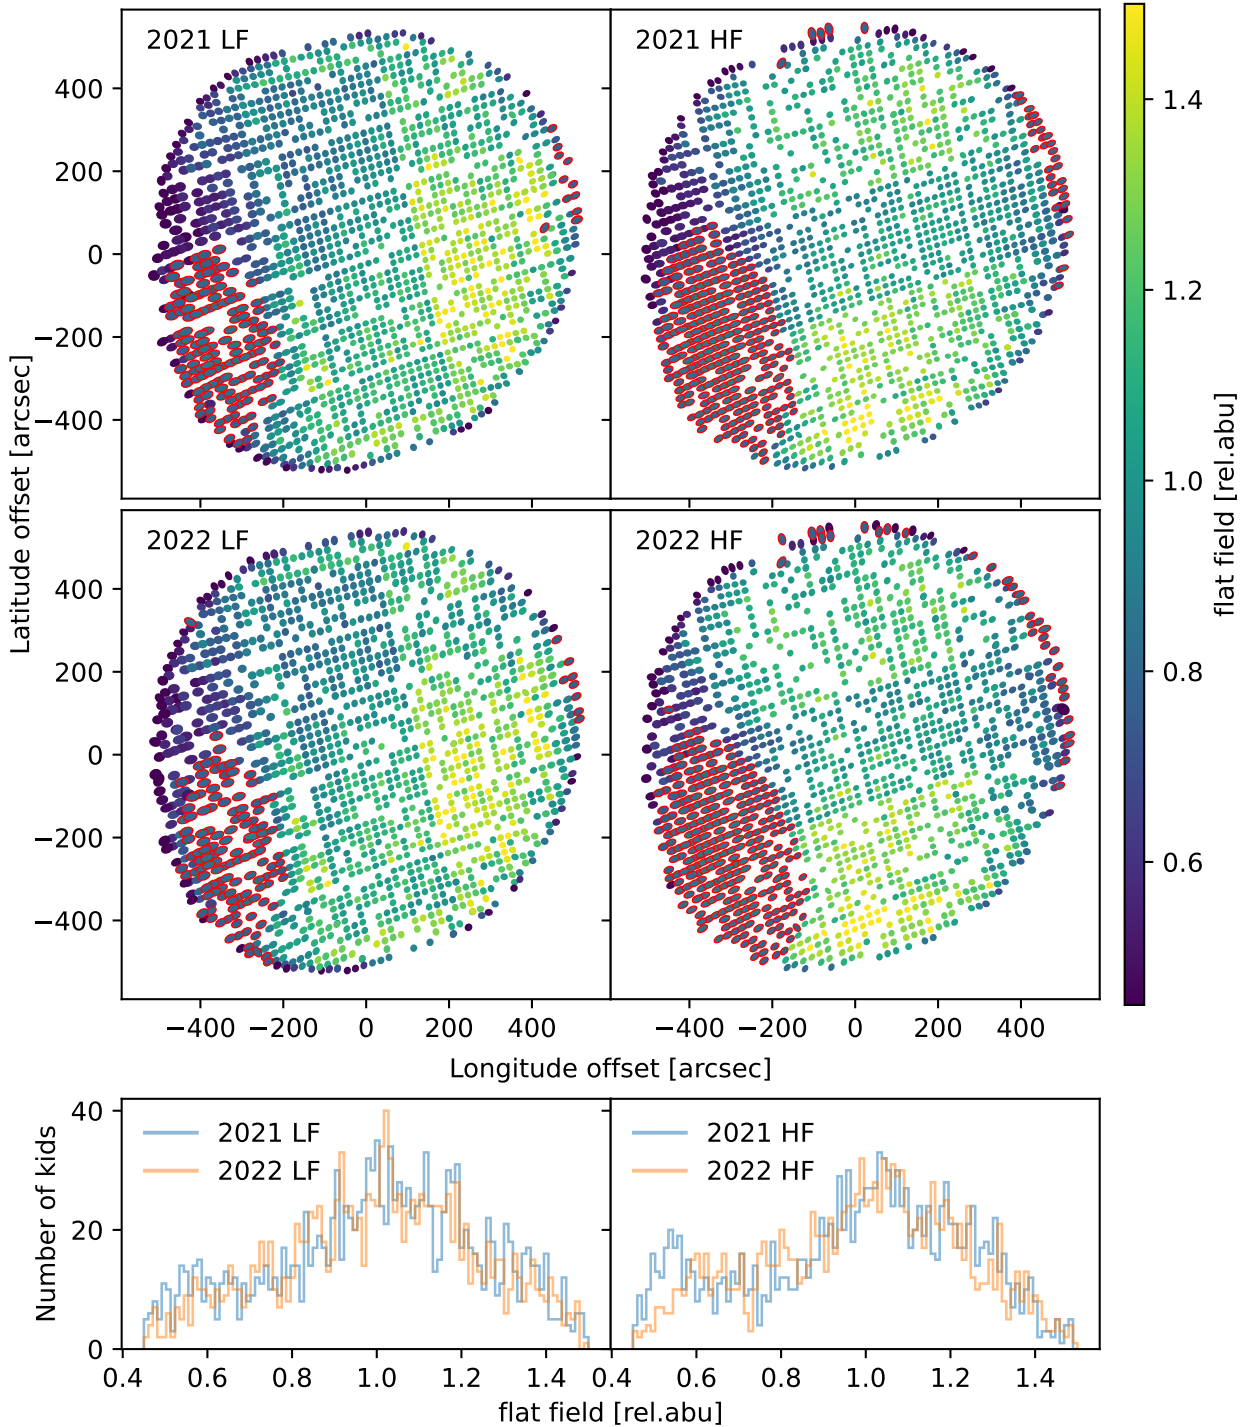 2021 LF
2021 HF
400
200
0
−200
−400
2022 LF
2022 HF
400
200
0
−200
−400
−400 −200 0 200 400
−400 −200 0 200 400
Latitude offset [arcsec]
Longitude offset [arcsec]
1.4
1.2
1.0
0.8
0.6
flat field [rel.abu]
2021 LF
2022 LF
2021 HF
2022 HF
40
20
0
Number of kids
0.4 0.6 0.8 1.0 1.2 1.4
0.4 0.6 0.8 1.0 1.2 1.4
flat field [rel.abu]